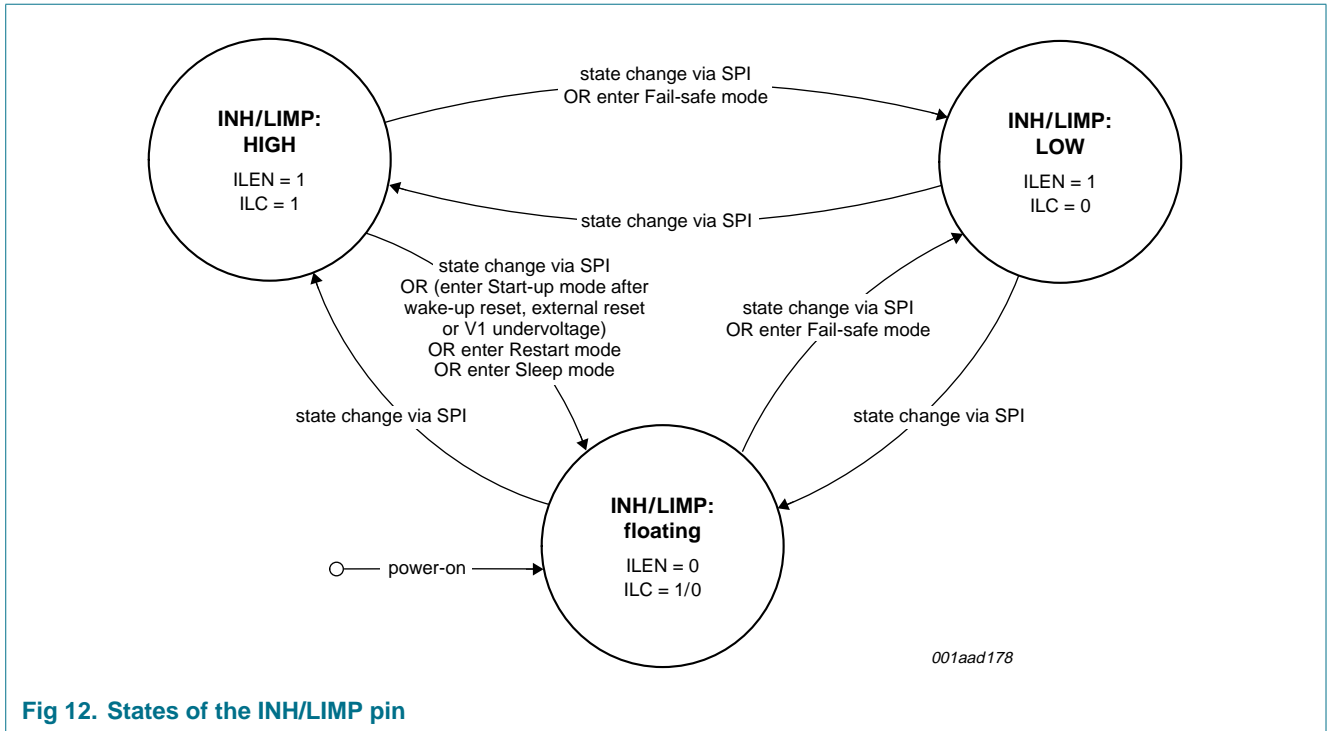 state change via SPI
OR enter Fail-safe mode
INH/LIMP:
HIGH
ILEN = 1
ILC = 1
INH/LIMP:
LOW
ILEN = 1
ILC = 0
state change via SPI
state change via SPI
OR (enter Start-up mode after
wake-up reset, external reset
or V1 undervoltage)
OR enter Restart mode
OR enter Sleep mode
state change via SPI
OR enter Fail-safe mode
state change via SPI
state change via SPI
INH/LIMP:
floating
ILEN = 0
ILC = 1/0
power-on
001aad178
Fig 12. States of the INH/LIMP pin